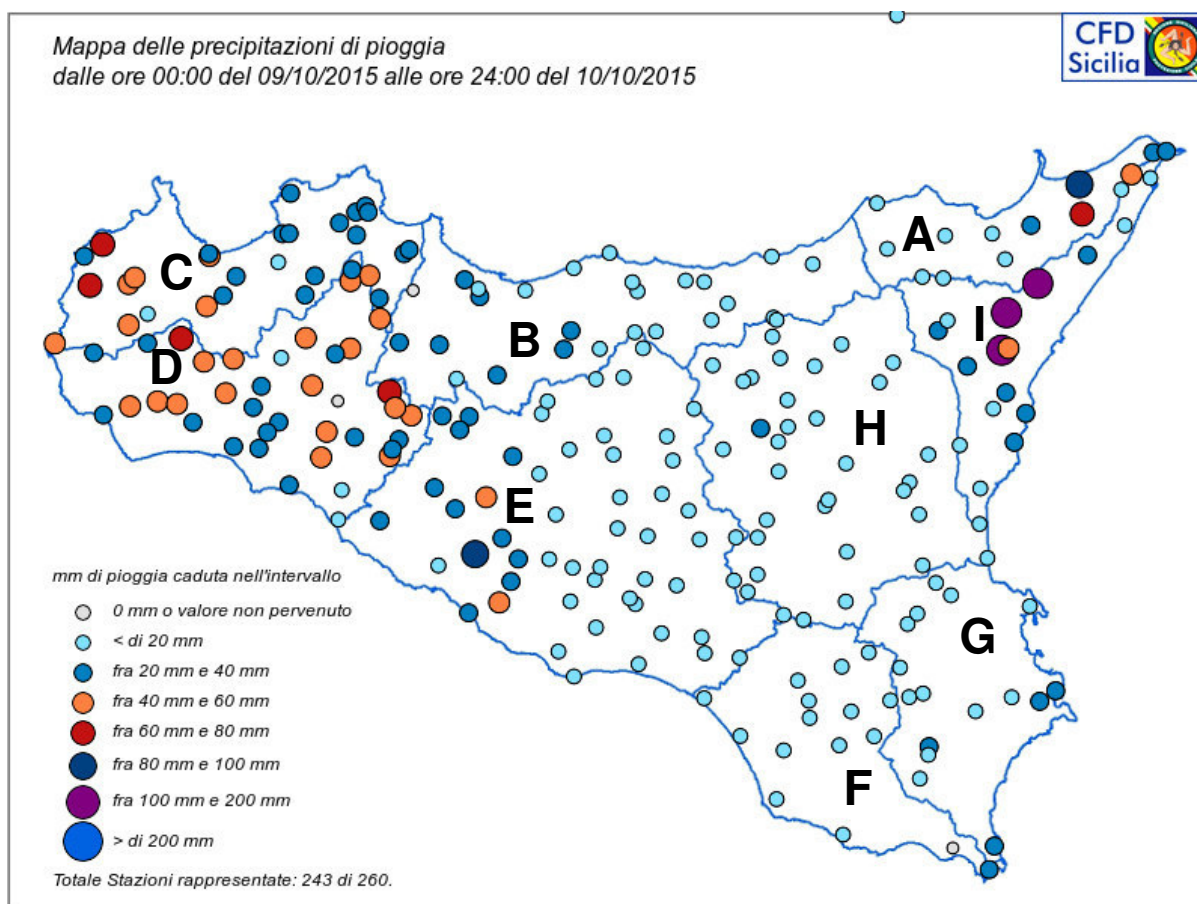 Mappa delle precipitazioni di pioggia
dalle ore 00:00 del 09/10/2015 alle ore 24:00 del 10/10/2015
CFD
Sicilia
A
C
I
B
D
H
E
G
F
mm di pioggia caduta nell'intervallo
0 mm o valore non pervenuto
< di 20 mm
fra 20 mm e 40 mm
fra 40 mm e 60 mm
fra 60 mm e 80 mm
fra 80 mm e 100 mm
fra 100 mm e 200 mm
> di 200 mm
Totale Stazioni rappresentate: 243 di 260.